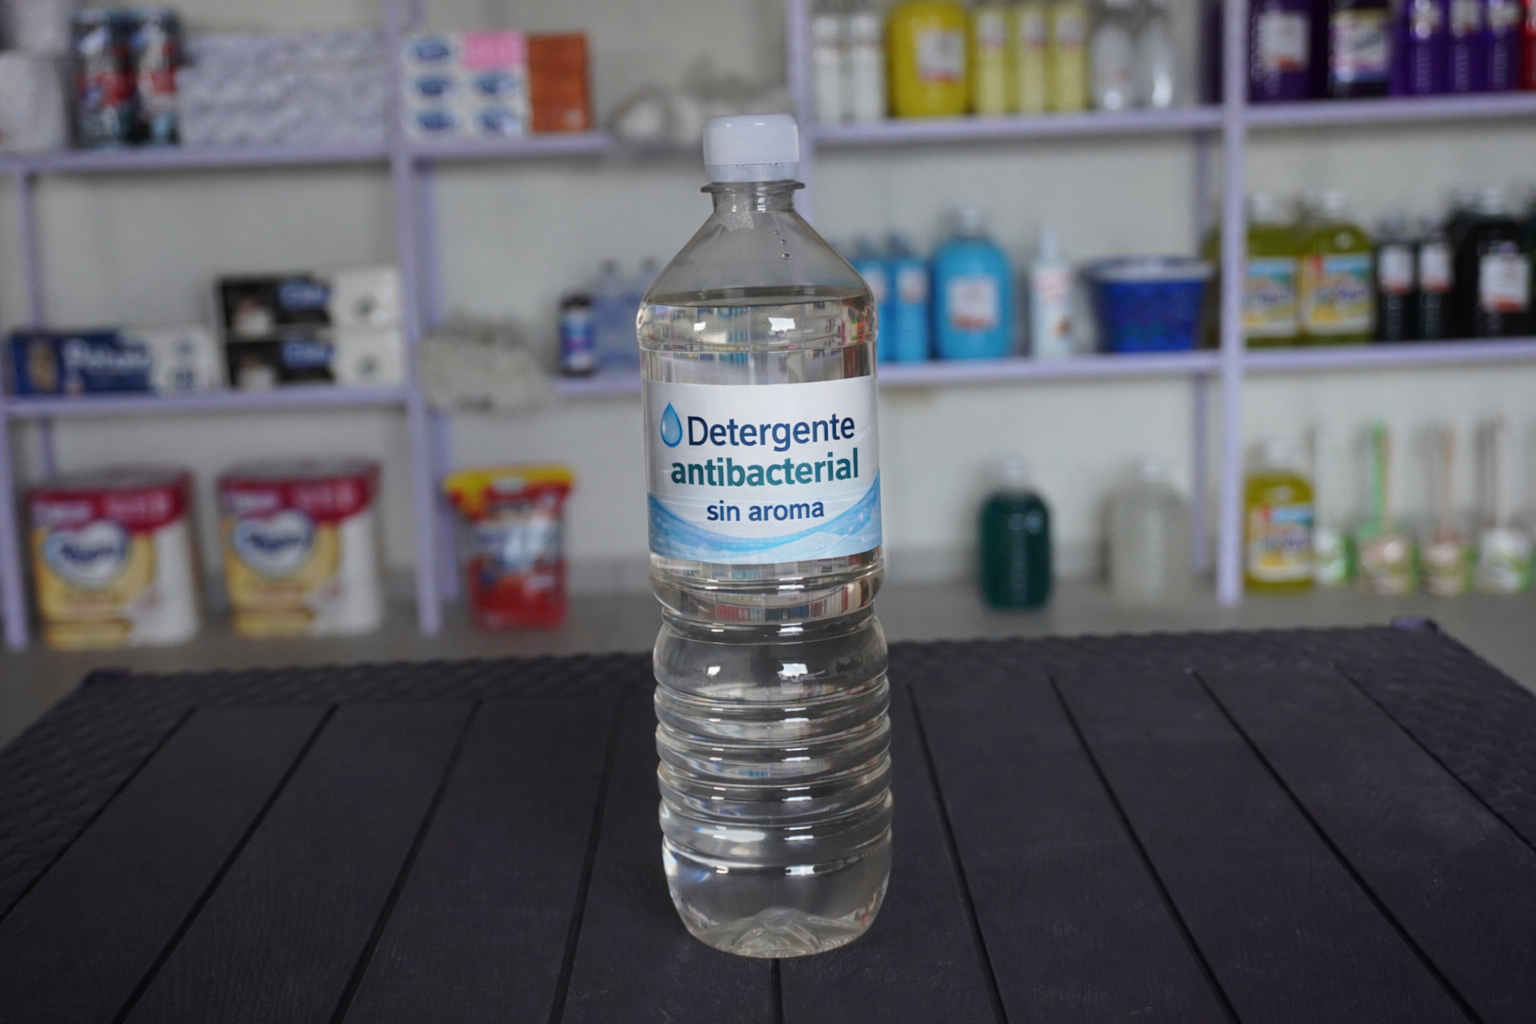 Detergente
antibacterial
sin aroma